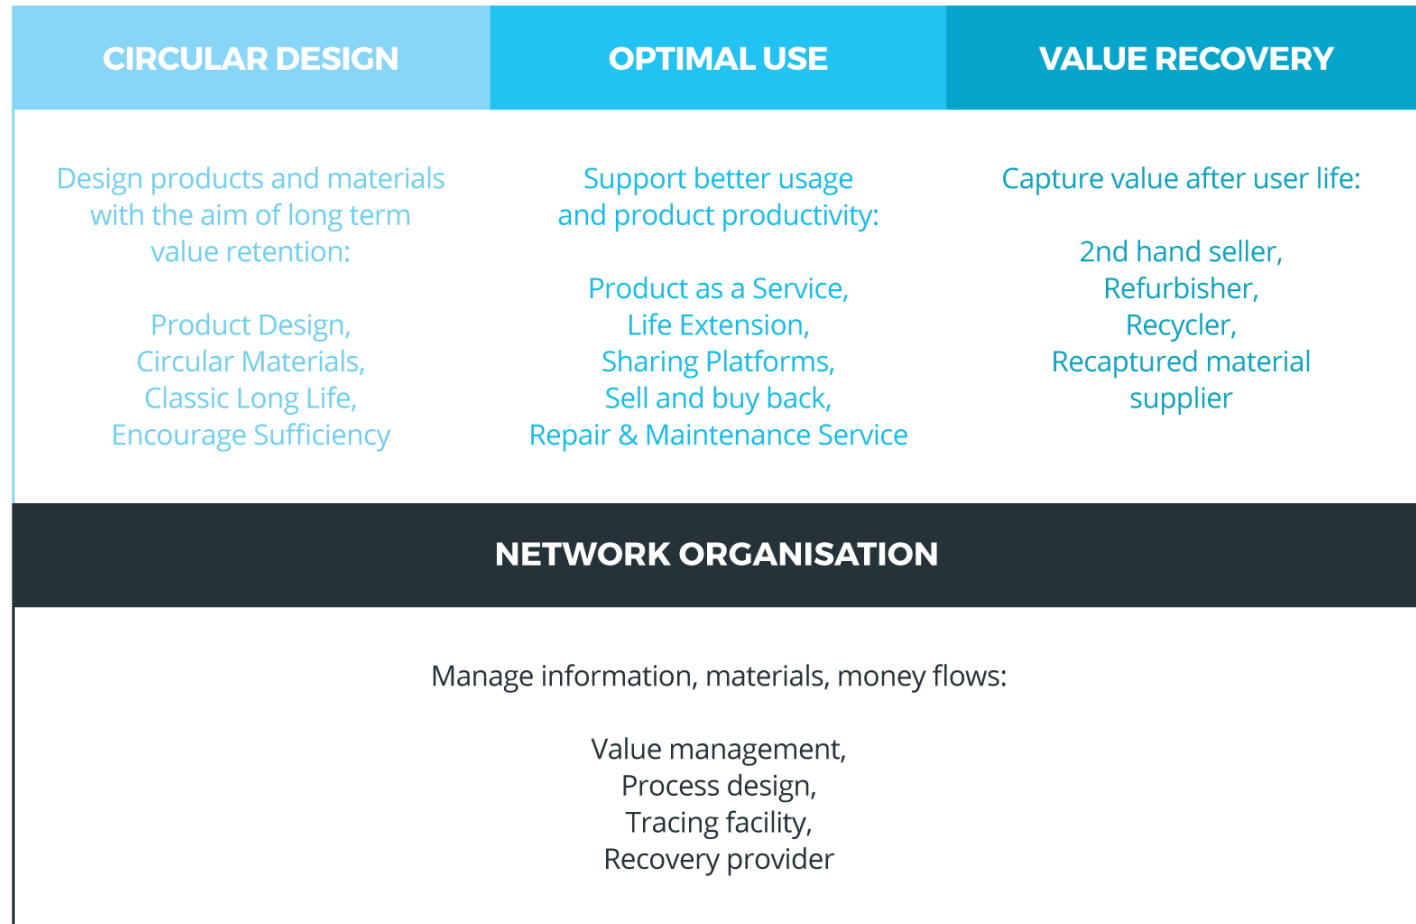 CIRCULAR DESIGN
OPTIMAL USE
VALUE RECOVERY
Design products and materials
with the aim of long term
value retention:
Product Design,
Circular Materials,
Classic Long Life,
Encourage Sufficiency
Support better usage
and product productivity:
Product as a Service,
Life Extension,
Sharing Platforms,
Sell and buy back,
Repair & Maintenance Service
Capture value after user life:
2nd hand seller,
Refurbisher,
Recycler,
Recaptured material
supplier
NETWORK ORGANISATION
Manage information, materials, money flows:
Value management,
Process design,
Tracing facility,
Recovery provider